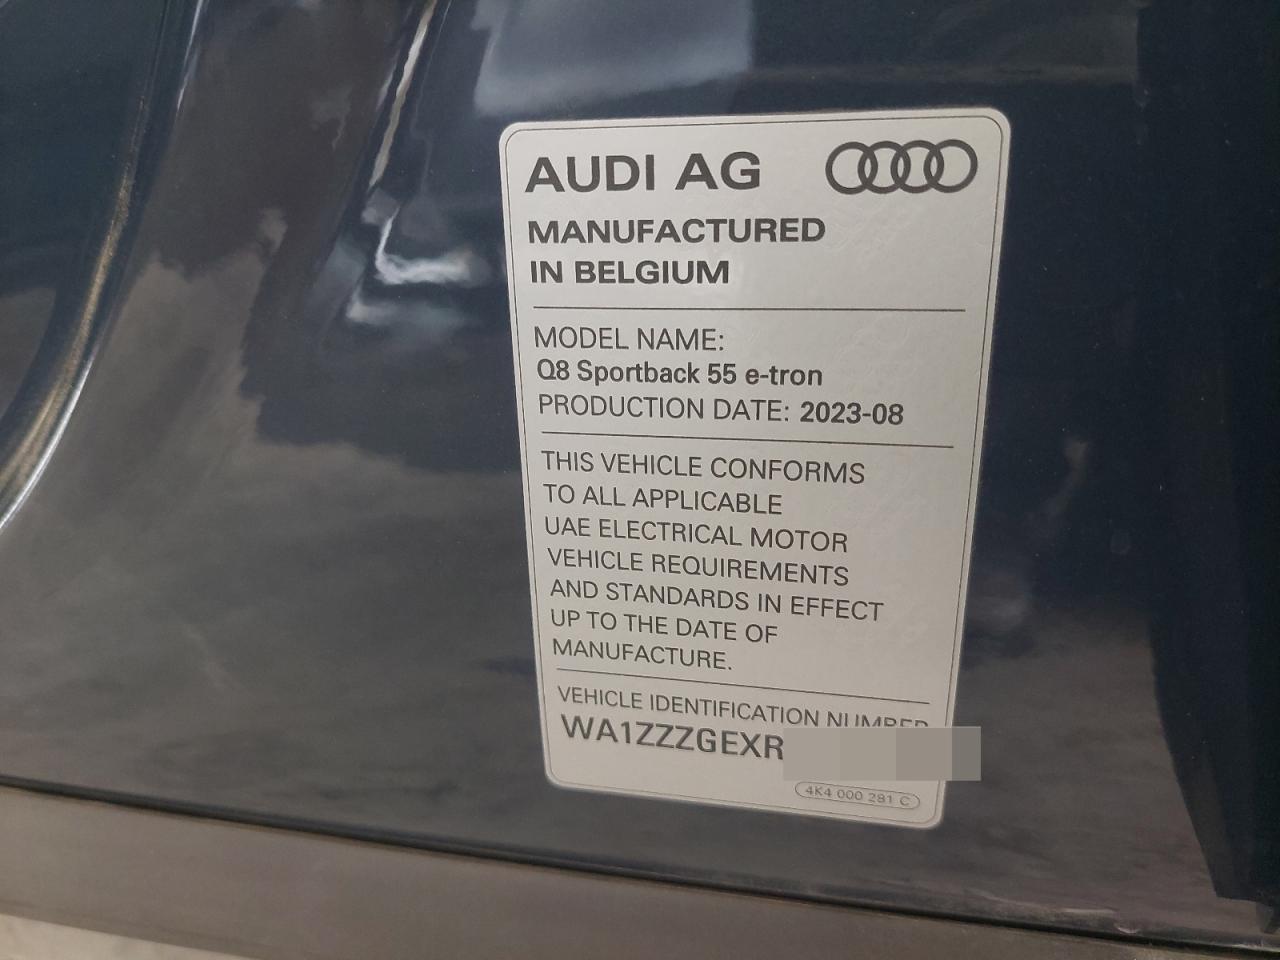 AUDI AG
MANUFACTURED
IN BELGIUM
MODEL NAME:
Q8 Sportback 55 e-tron
PRODUCTION DATE: 2023-08
THIS VEHICLE CONFORMS
TO ALL APPLICABLE
UAE ELECTRICAL MOTOR
VEHICLE REQUIREMENTS
AND STANDARDS IN EFFECT
UP TO THE DATE OF
MANUFACTURE.
VEHICLE IDENTIFICATION NUMBER
WA1ZZZGEXR
4K4 000 281 C